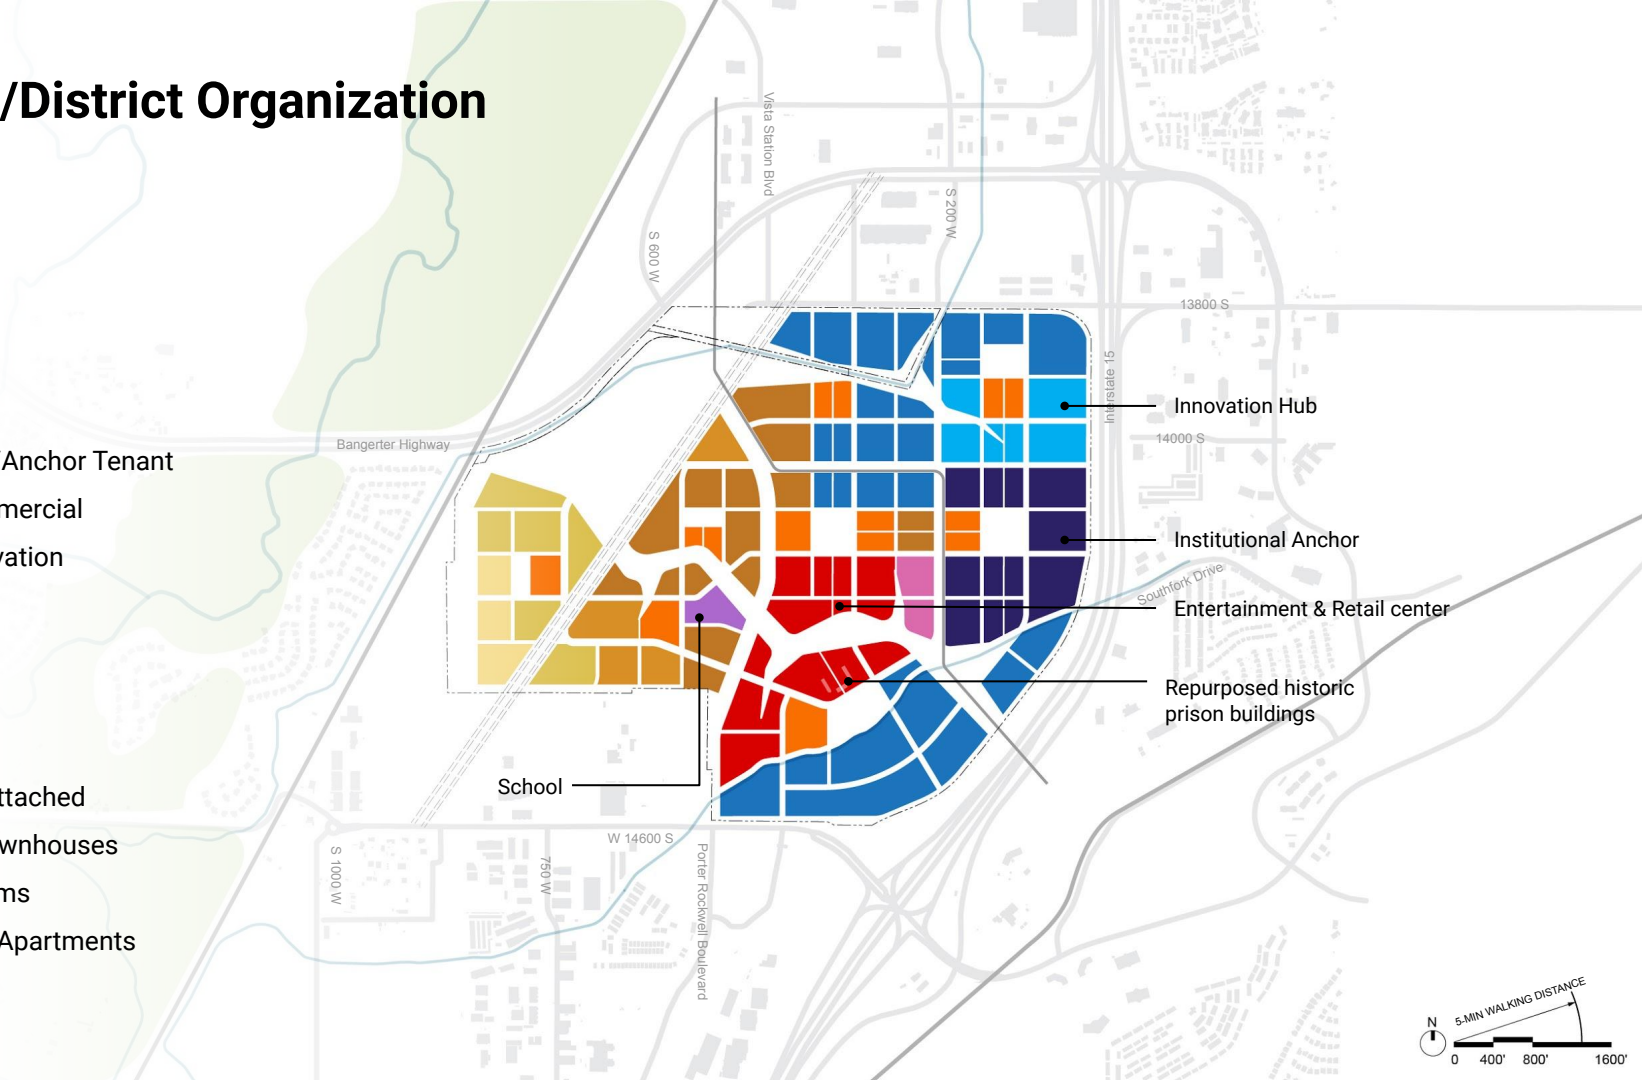 /District Organization
Vista Station Blvd
S 600 W
S 200 W
13800 S
Interstate 15
Innovation Hub
14000 S
Bangerter Highway
Anchor Tenant
mercial
vation
Institutional Anchor
Southfork Drive
Entertainment & Retail center
Repurposed historic
prison buildings
School
ttached
wnhouses
ms
Apartments
W 14600 S
S 1000 W
750 W
Porter Rockwell Boulevard
5-MIN WALKING DISTANCE
N
0 400' 800' 1600'